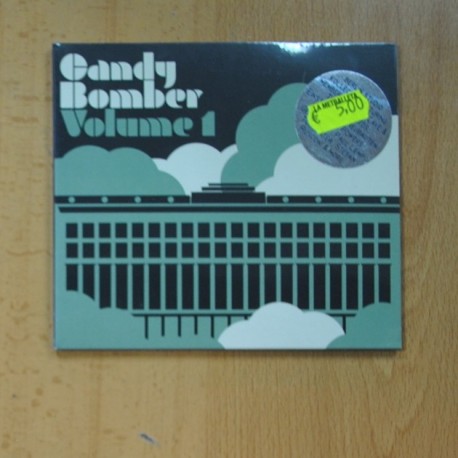 Candy
Bomber
Volume 1
LA METRALLETA
€ 5,00